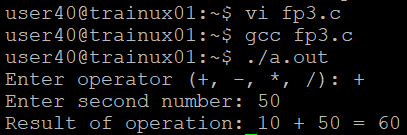 user40@trainux01:~$ vi fp3.c
user40@trainux01:~$ gcc fp3.c
user40@trainux01:~$ ./a.out
Enter operator (+, -, *, /): +
Enter second number: 50
Result of operation: 10 + 50 = 60